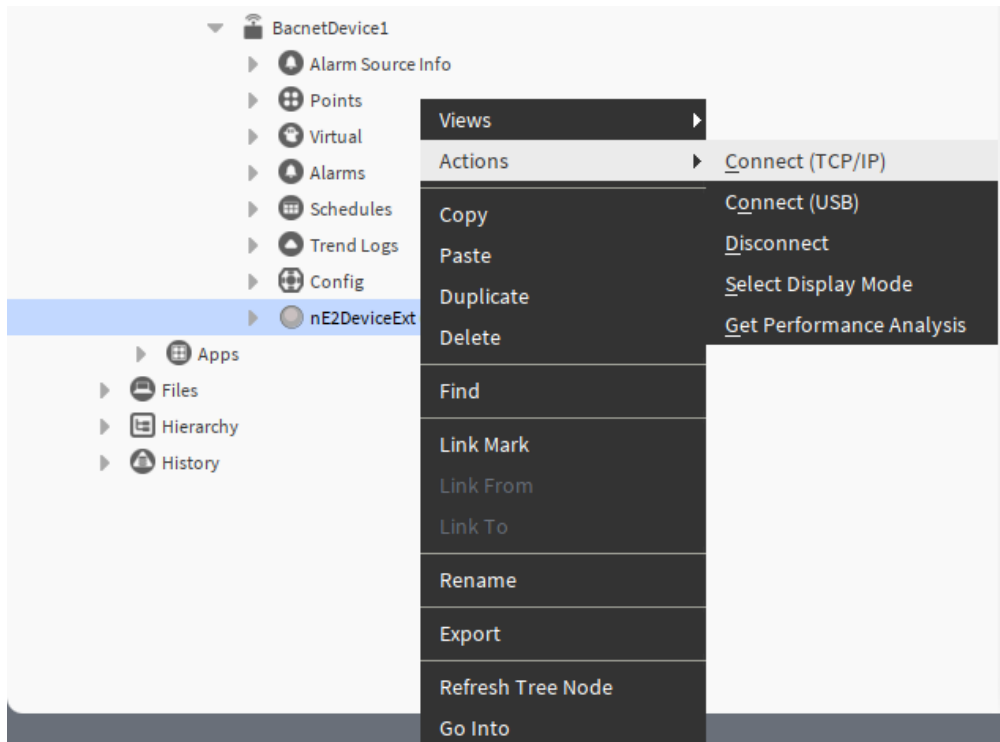 BacnetDevice1
Alarm Source Info
Points
Virtual
Alarms
Schedules
Trend Logs
Config
nE2DeviceExt
Apps
Files
Hierarchy
History
Views
Actions
Copy
Paste
Duplicate
Delete
Find
Link Mark
Link From
Link To
Rename
Export
Refresh Tree Node
Go Into
Connect (TCP/IP)
Connect (USB)
Disconnect
Select Display Mode
Get Performance Analysis